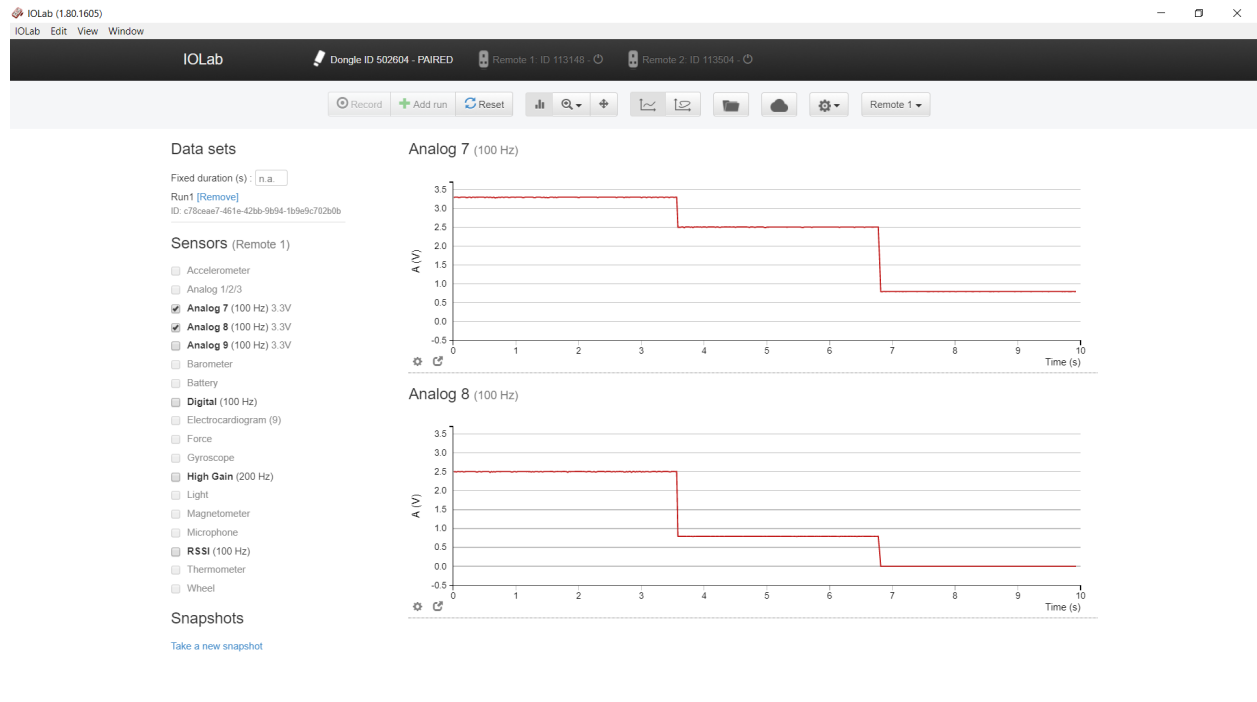 IOLab (1.80.1605)
IOLab Edit View Window
IOLab Dongle ID 502604 - PAIRED Remote 1: ID 113148 - Remote 2: ID 113504 -
Record Add run Reset Remote 1
Data sets
Fixed duration (s) : n.a.
Run1 [Remove]
ID: c78ceae7-461e-42bb-9b94-1b9e9c702b0b
Sensors (Remote 1)
Accelerometer
Analog 1/2/3
Analog 7 (100 Hz) 3.3V
Analog 8 (100 Hz) 3.3V
Analog 9 (100 Hz) 3.3V
Barometer
Battery
Digital (100 Hz)
Electrocardiogram (9)
Force
Gyroscope
High Gain (200 Hz)
Light
Magnetometer
Microphone
RSSI (100 Hz)
Thermometer
Wheel
Snapshots
Take a new snapshot
Analog 7 (100 Hz)
A (V)
3.5
3.0
2.5
2.0
1.5
1.0
0.5
0.0
-0.5
0 1 2 3 4 5 6 7 8 9 10
Time (s)
Analog 8 (100 Hz)
A (V)
3.5
3.0
2.5
2.0
1.5
1.0
0.5
0.0
-0.5
0 1 2 3 4 5 6 7 8 9 10
Time (s)